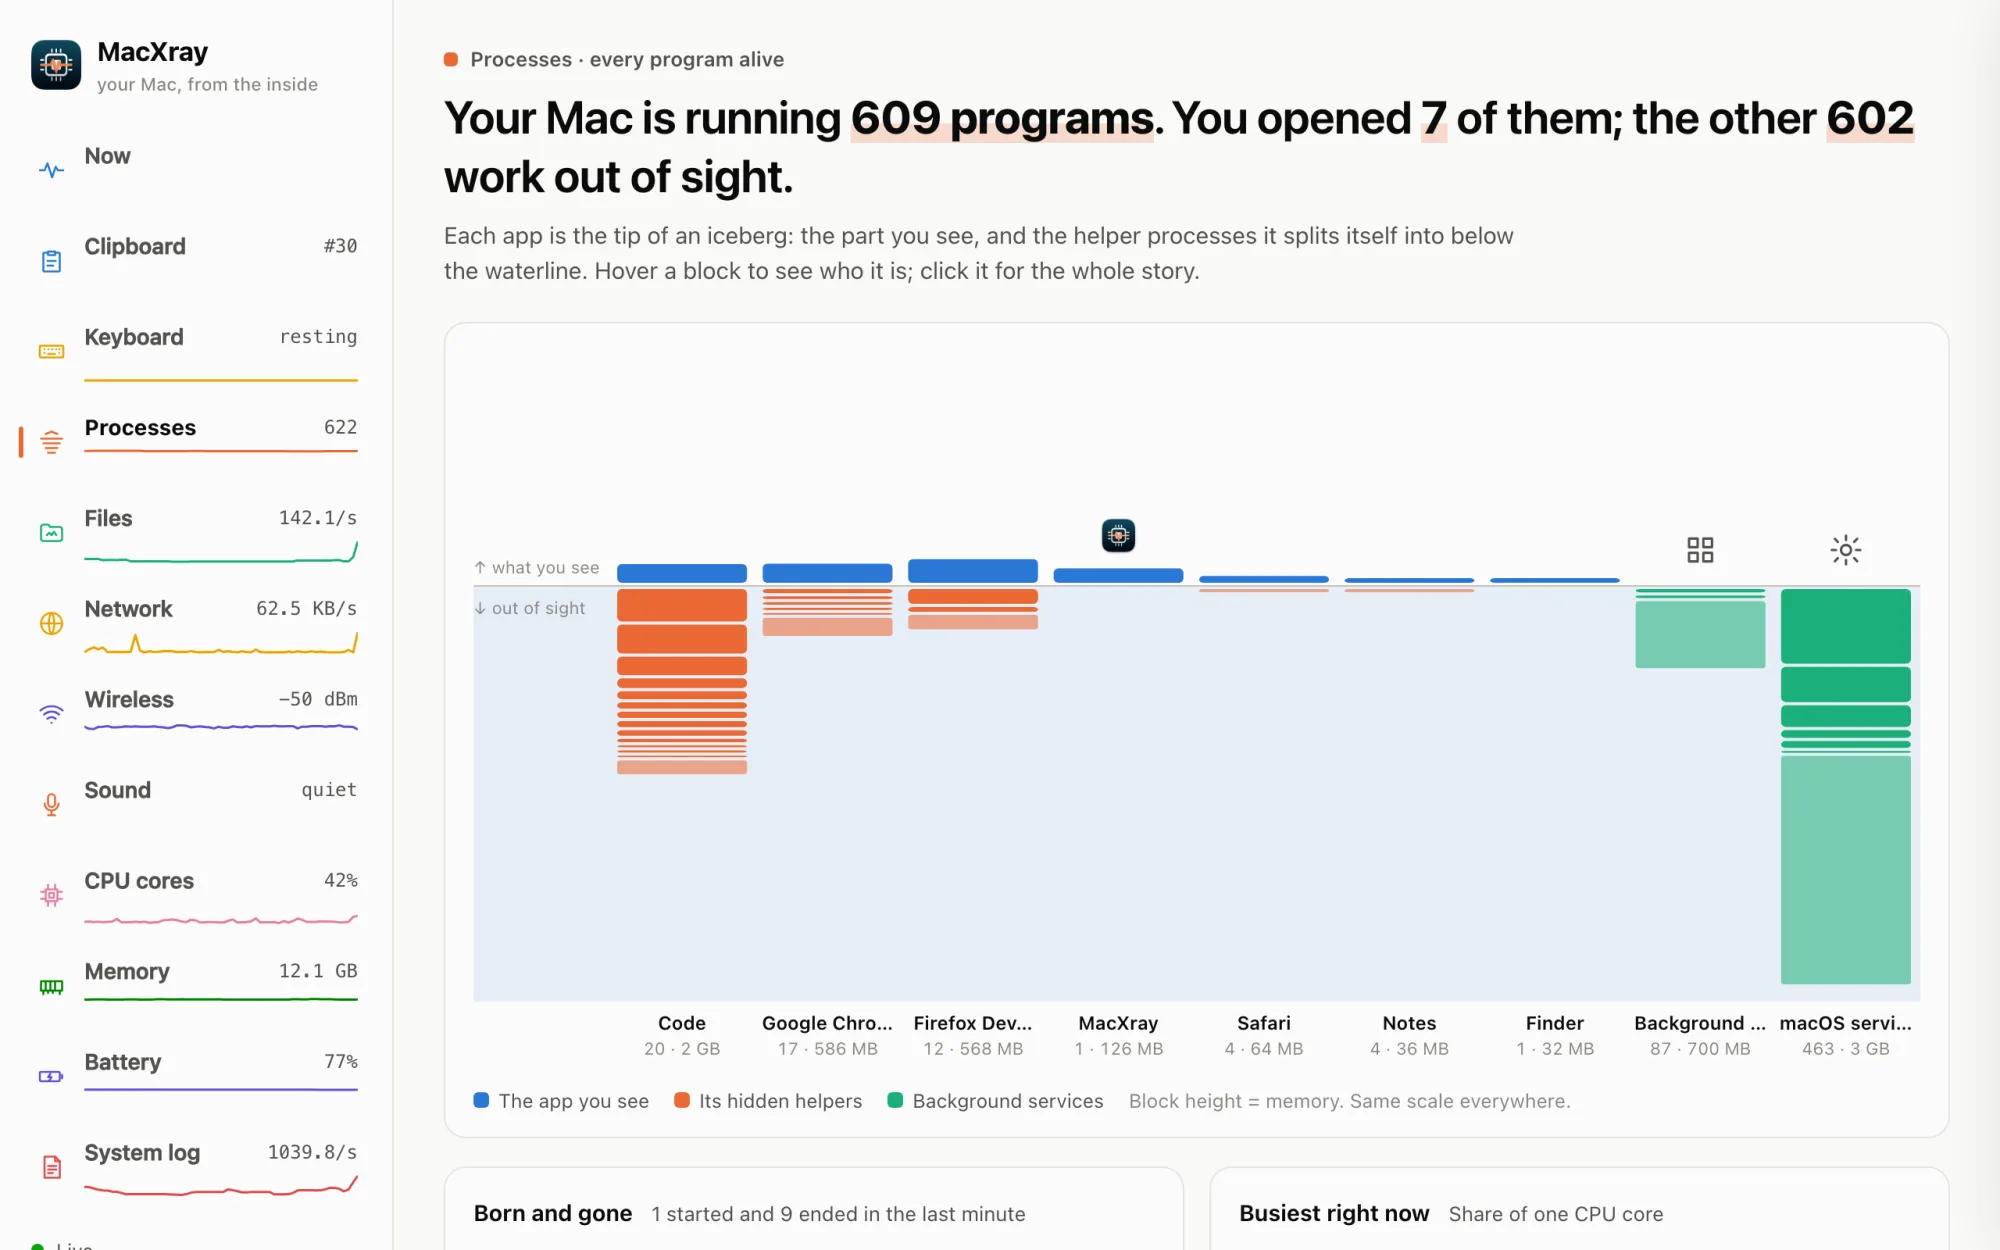 MacXray
your Mac, from the inside
Now
Clipboard #30
Keyboard resting
Processes 622
Files 142.1/s
Network 62.5 KB/s
Wireless −50 dBm
Sound quiet
CPU cores 42%
Memory 12.1 GB
Battery 77%
System log 1039.8/s
Live
Processes · every program alive
Your Mac is running 609 programs. You opened 7 of them; the other 602
work out of sight.
Each app is the tip of an iceberg: the part you see, and the helper processes it splits itself into below
the waterline. Hover a block to see who it is; click it for the whole story.
↑ what you see
↓ out of sight
Code Google Chro... Firefox Dev... MacXray Safari Notes Finder Background ... macOS servi...
20 · 2 GB 17 · 586 MB 12 · 568 MB 1 · 126 MB 4 · 64 MB 4 · 36 MB 1 · 32 MB 87 · 700 MB 463 · 3 GB
The app you see Its hidden helpers Background services Block height = memory. Same scale everywhere.
Born and gone 1 started and 9 ended in the last minute
Busiest right now Share of one CPU core